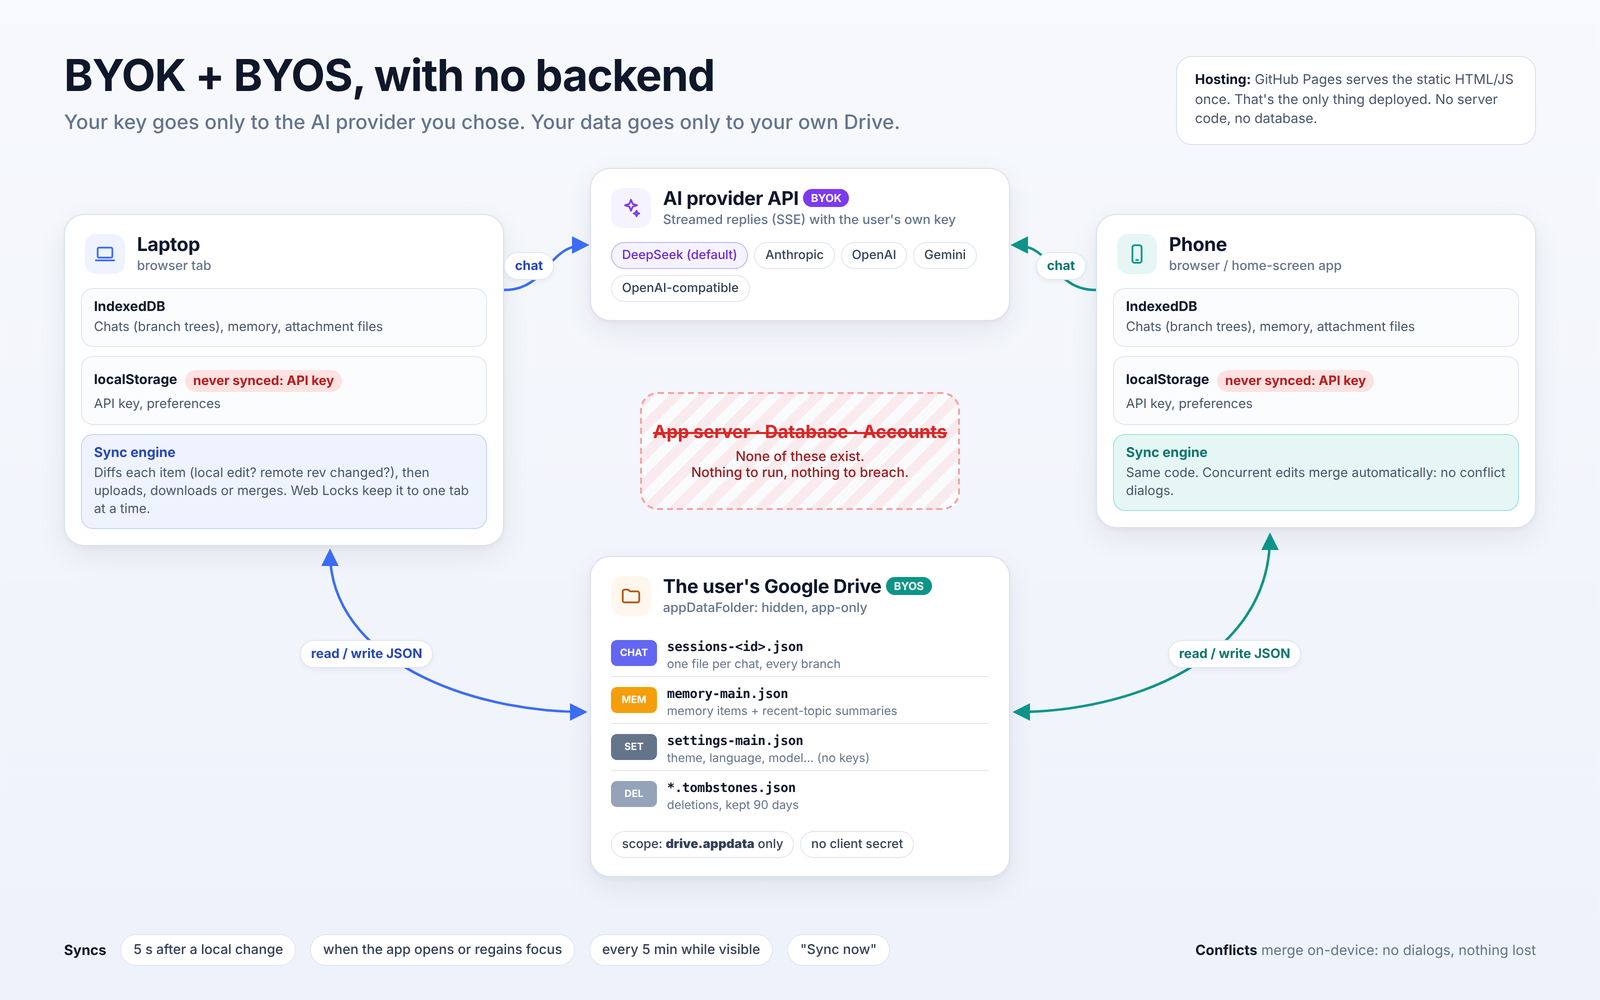 BYOK + BYOS, with no backend
Your key goes only to the AI provider you chose. Your data goes only to your own Drive.
Hosting: GitHub Pages serves the static HTML/JS
once. That's the only thing deployed. No server
code, no database.
Laptop
browser tab
IndexedDB
Chats (branch trees), memory, attachment files
localStorage never synced: API key
API key, preferences
Sync engine
Diffs each item (local edit? remote rev changed?), then
uploads, downloads or merges. Web Locks keep it to one tab
at a time.
chat
AI provider API BYOK
Streamed replies (SSE) with the user's own key
DeepSeek (default) Anthropic OpenAI Gemini
OpenAI-compatible
chat
Phone
browser / home-screen app
IndexedDB
Chats (branch trees), memory, attachment files
localStorage never synced: API key
API key, preferences
Sync engine
Same code. Concurrent edits merge automatically: no conflict
dialogs.
App server · Database · Accounts
None of these exist.
Nothing to run, nothing to breach.
read / write JSON
The user's Google Drive BYOS
appDataFolder: hidden, app-only
CHAT sessions-<id>.json
one file per chat, every branch
MEM memory-main.json
memory items + recent-topic summaries
SET settings-main.json
theme, language, model... (no keys)
DEL *.tombstones.json
deletions, kept 90 days
scope: drive.appdata only no client secret
read / write JSON
Syncs 5 s after a local change when the app opens or regains focus every 5 min while visible "Sync now"
Conflicts merge on-device: no dialogs, nothing lost